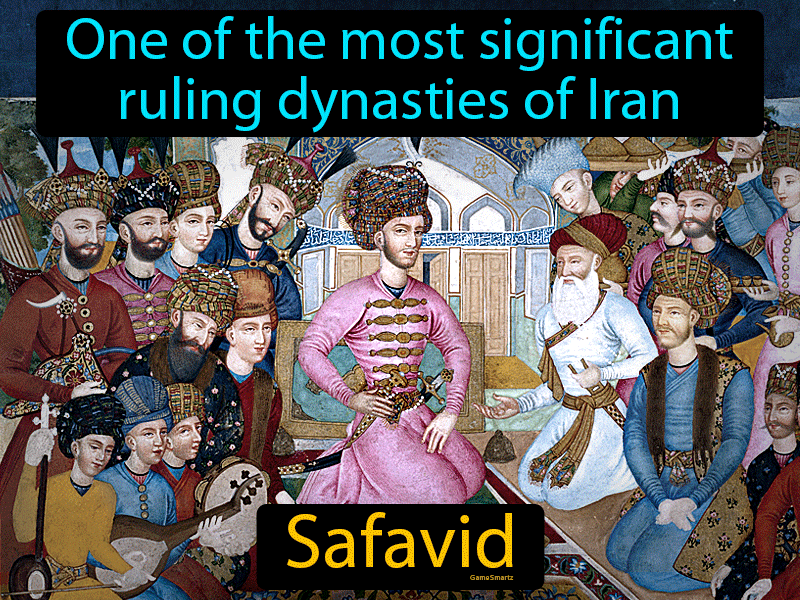 One of the most significant
ruling dynasties of Iran
Safavid
GameSmartz